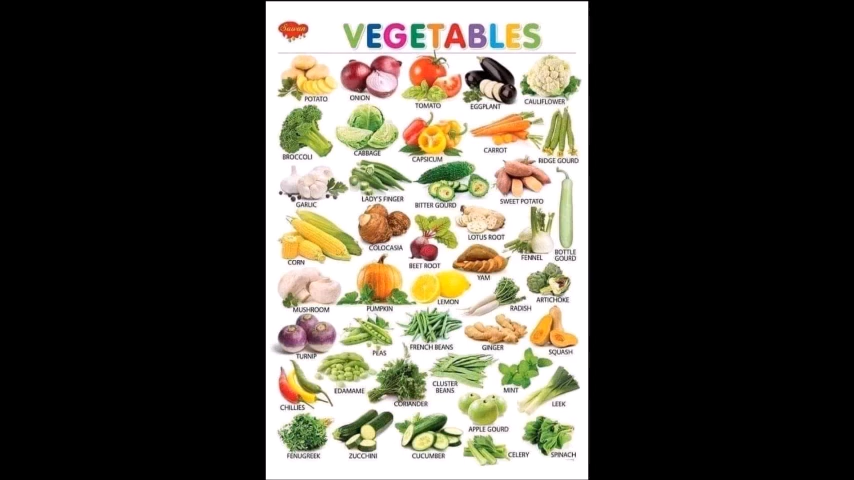 Sawan
VEGETABLES
POTATO
ONION
TOMATO
EGGPLANT
CAULIFLOWER
BROCCOLI
CABBAGE
CAPSICUM
CARROT
RIDGE GOURD
GARLIC
LADY'S FINGER
BITTER GOURD
SWEET POTATO
CORN
COLOCASIA
BEET ROOT
LOTUS ROOT
FENNEL
BOTTLE
GOURD
YAM
MUSHROOM
PUMPKIN
LEMON
RADISH
ARTICHOKE
TURNIP
PEAS
FRENCH BEANS
GINGER
SQUASH
CHILLIES
EDAMAME
CORIANDER
CLUSTER
BEANS
MINT
LEEK
APPLE GOURD
FENUGREEK
ZUCCHINI
CUCUMBER
CELERY
SPINACH